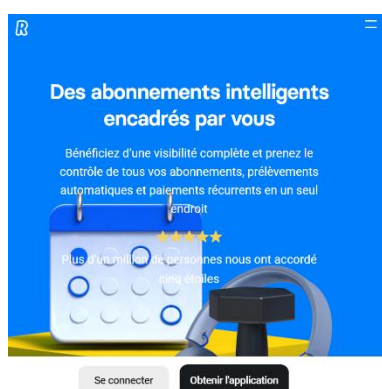 R
Des abonnements intelligents
encadrés par vous
Bénéficiez d'une visibilité complète et prenez le
contrôle de tous vos abonnements, prélèvements
automatiques et paiements récurrents en un seul
endroit
Plus d'un million de personnes nous ont accordé
cinq étoiles
Se connecter
Obtenir l'application